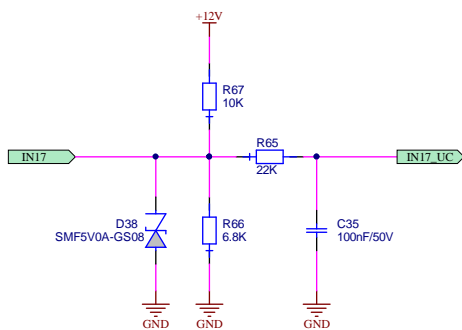 +12V
R67
10K
IN17
R65
22K
IN17_UC
D38
SMF5V0A-GS08
R66
6.8K
C35
100nF/50V
GND
GND
GND